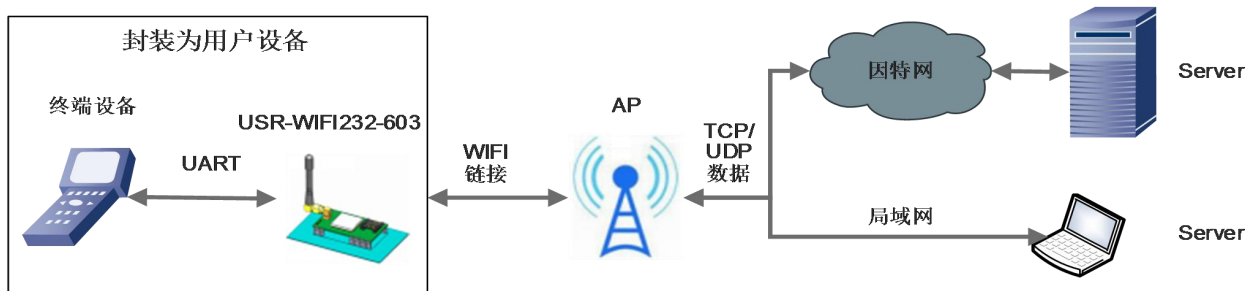 封装为用户设备
终端设备
USR-WIFI232-603
UART
WIFI
链接
AP
TCP/
UDP
数据
因特网
Server
局域网
Server